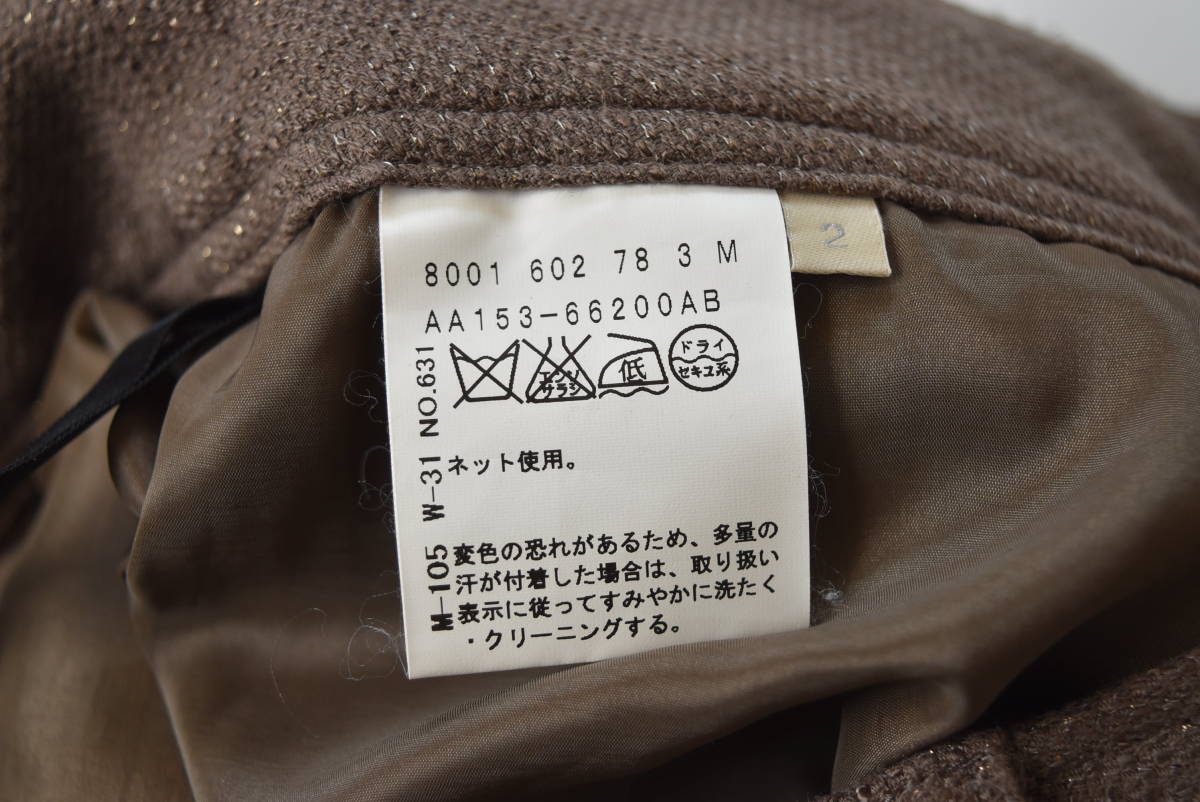 8001 602 78 3 M
AA153-66200AB
エンソ
サラシ
低
ドライ
セキユ系
ネット使用。
変色の恐れがあるため、多量の
汗が付着した場合は、取り扱い
表示に従ってすみやかに洗たく
・クリーニングする。
M-105 W-31 NO.631
2